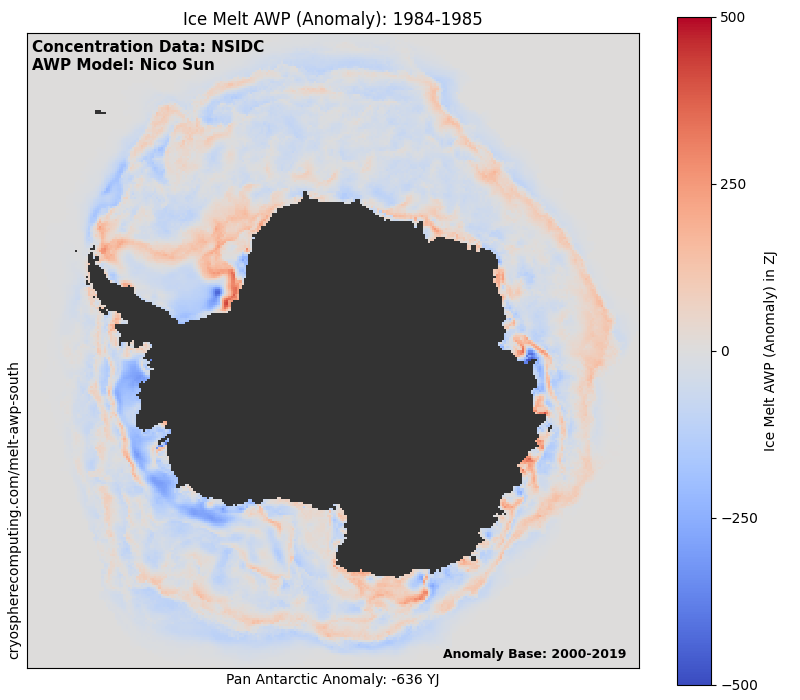 Ice Melt AWP (Anomaly): 1984-1985
Concentration Data: NSIDC
AWP Model: Nico Sun
500
250
0
−250
−500
Ice Melt AWP (Anomaly) in ZJ
cryospherecomputing.com/melt-awp-south
Anomaly Base: 2000-2019
Pan Antarctic Anomaly: -636 YJ